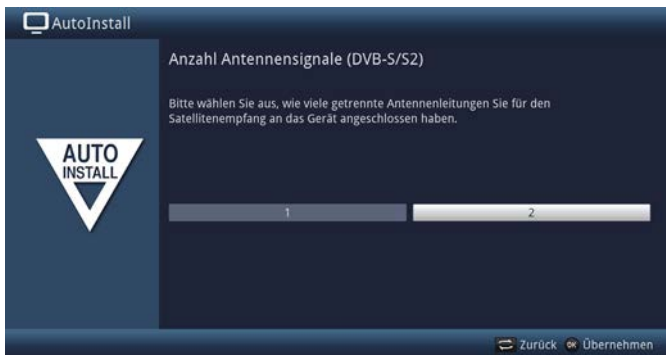 AutoInstall
Anzahl Antennensignale (DVB-S/S2)
Bitte wählen Sie aus, wie viele getrennte Antennenleitungen Sie für den
Satellitenempfang an das Gerät angeschlossen haben.
AUTO
INSTALL
1 2
OK
Zurück Übernehmen